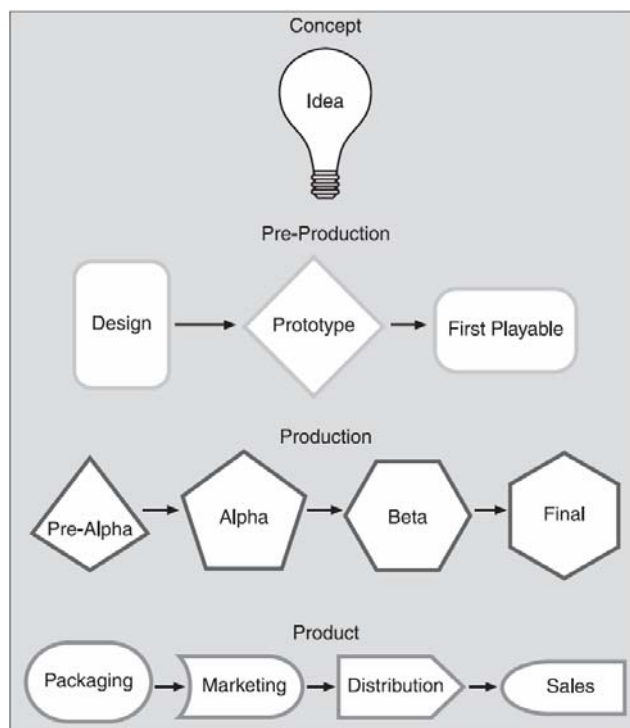 Concept
Idea
Pre-Production
Design
Prototype
First Playable
Production
Pre-Alpha
Alpha
Beta
Final
Product
Packaging
Marketing
Distribution
Sales